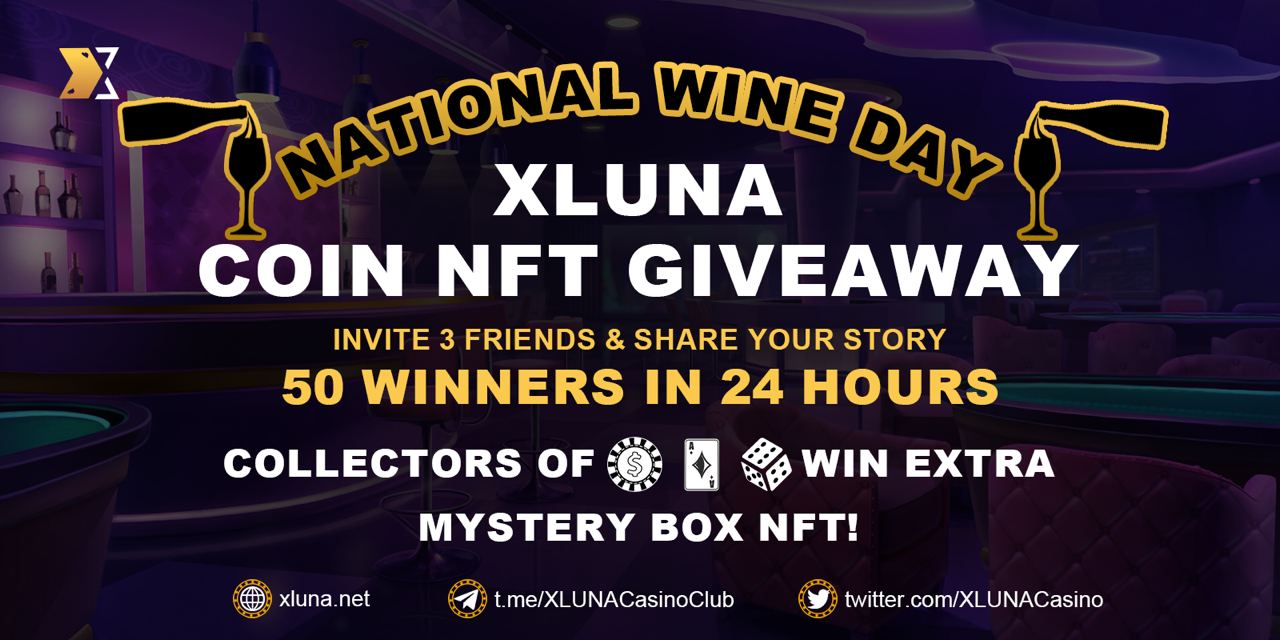 NATIONAL WINE DAY
XLUNA
COIN NFT GIVEAWAY
INVITE 3 FRIENDS & SHARE YOUR STORY
50 WINNERS IN 24 HOURS
COLLECTORS OF $ A A WIN EXTRA
MYSTERY BOX NFT!
xluna.net t.me/XLUNACasinoClub twitter.com/XLUNACasino